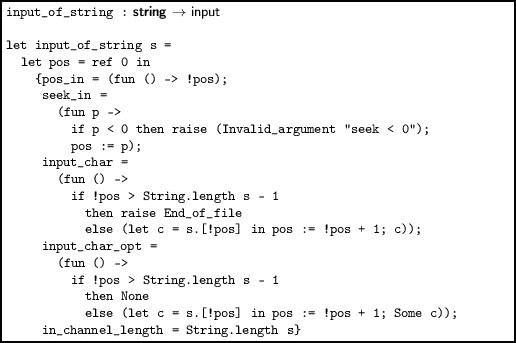 input_of_string : string → input
let input_of_string s =
  let pos = ref 0 in
    {pos_in = (fun () -> !pos);
     seek_in =
       (fun p ->
         if p < 0 then raise (Invalid_argument "seek < 0");
         pos := p);
     input_char =
       (fun () ->
         if !pos > String.length s - 1
           then raise End_of_file
           else (let c = s.[!pos] in pos := !pos + 1; c));
     input_char_opt =
       (fun () ->
         if !pos > String.length s - 1
           then None
           else (let c = s.[!pos] in pos := !pos + 1; Some c));
     in_channel_length = String.length s}